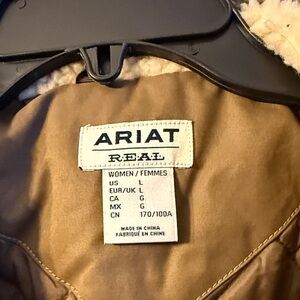 ARIAT
REAL
WOMEN / FEMMES
US L
EUR/UK L
CA G
MX G
CN 170/100A
MADE IN CHINA
FABRIQUÉ EN CHINE